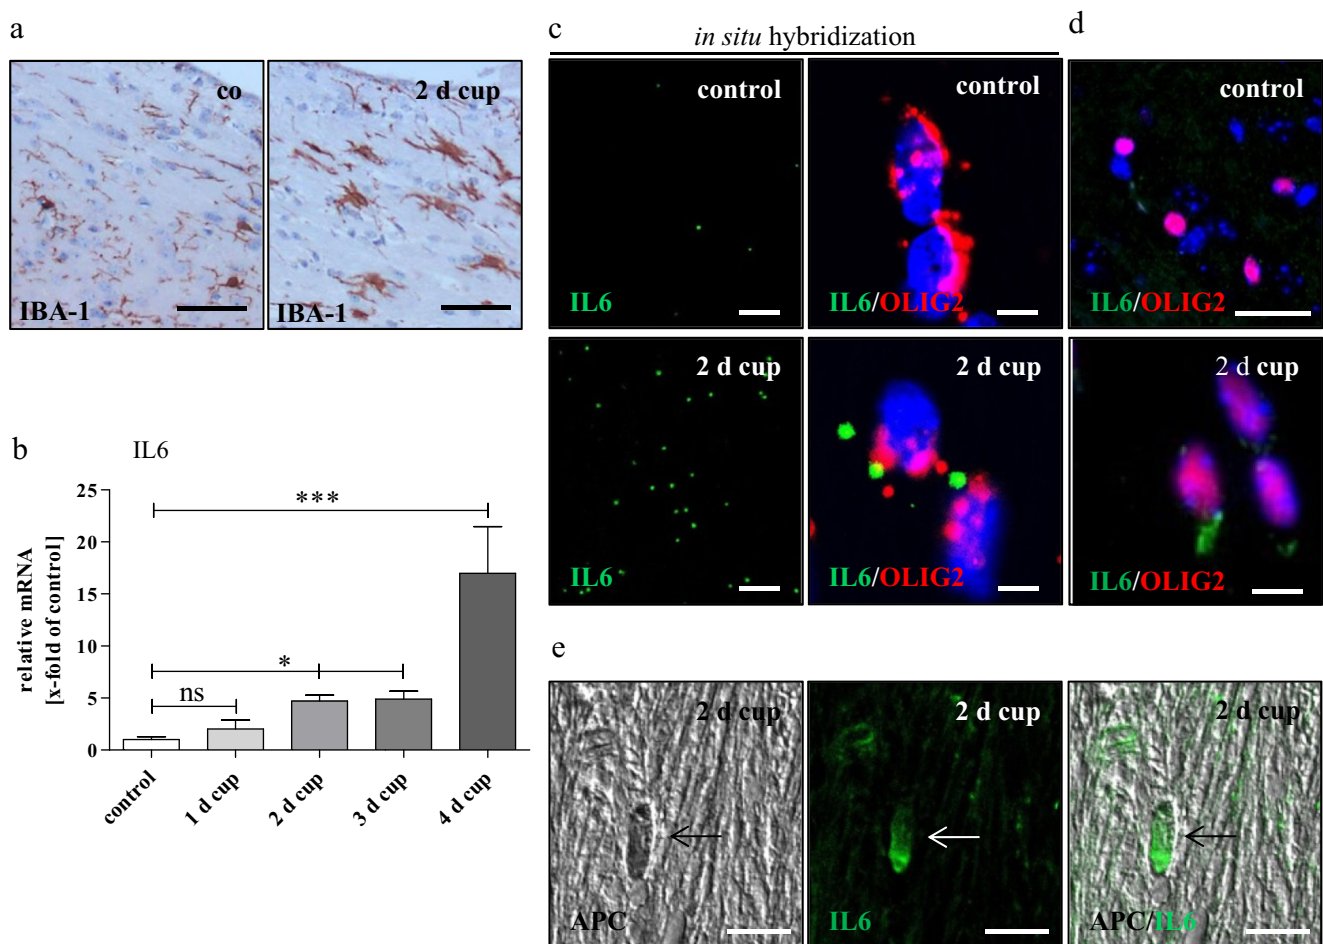 a
co
IBA-1
2 d cup
IBA-1
b
IL6
relative mRNA
[x-fold of control]
25
20
15
10
5
0
***
*
ns
control
1 d cup
2 d cup
3 d cup
4 d cup
c
in situ hybridization
control
IL6
control
IL6/OLIG2
2 d cup
IL6
2 d cup
IL6/OLIG2
d
control
IL6/OLIG2
2 d cup
IL6/OLIG2
e
2 d cup
APC
2 d cup
IL6
2 d cup
APC/IL6